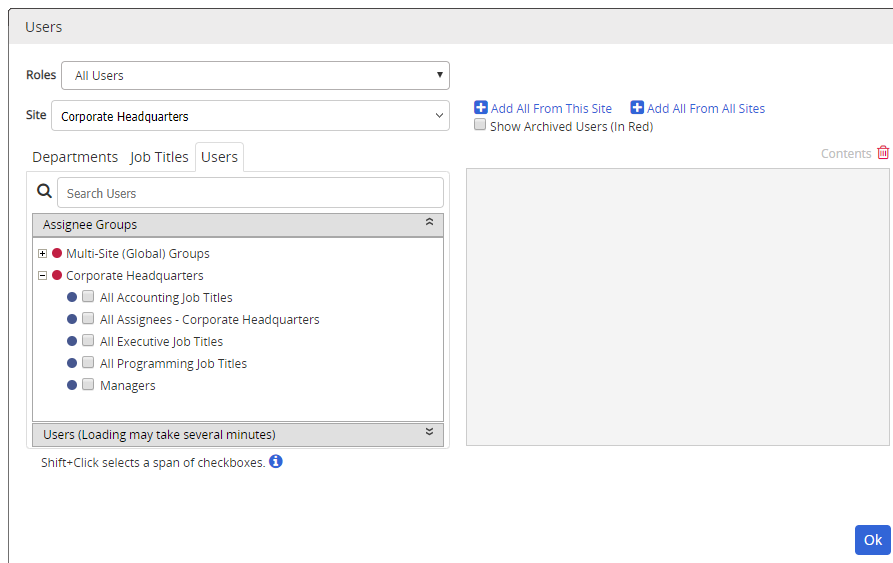 Users
Roles All Users
Site Corporate Headquarters
Add All From This Site Add All From All Sites
Show Archived Users (In Red)
Departments Job Titles Users
Contents
Search Users
Assignee Groups
Multi-Site (Global) Groups
Corporate Headquarters
All Accounting Job Titles
All Assignees - Corporate Headquarters
All Executive Job Titles
All Programming Job Titles
Managers
Users (Loading may take several minutes)
Shift+Click selects a span of checkboxes.
Ok